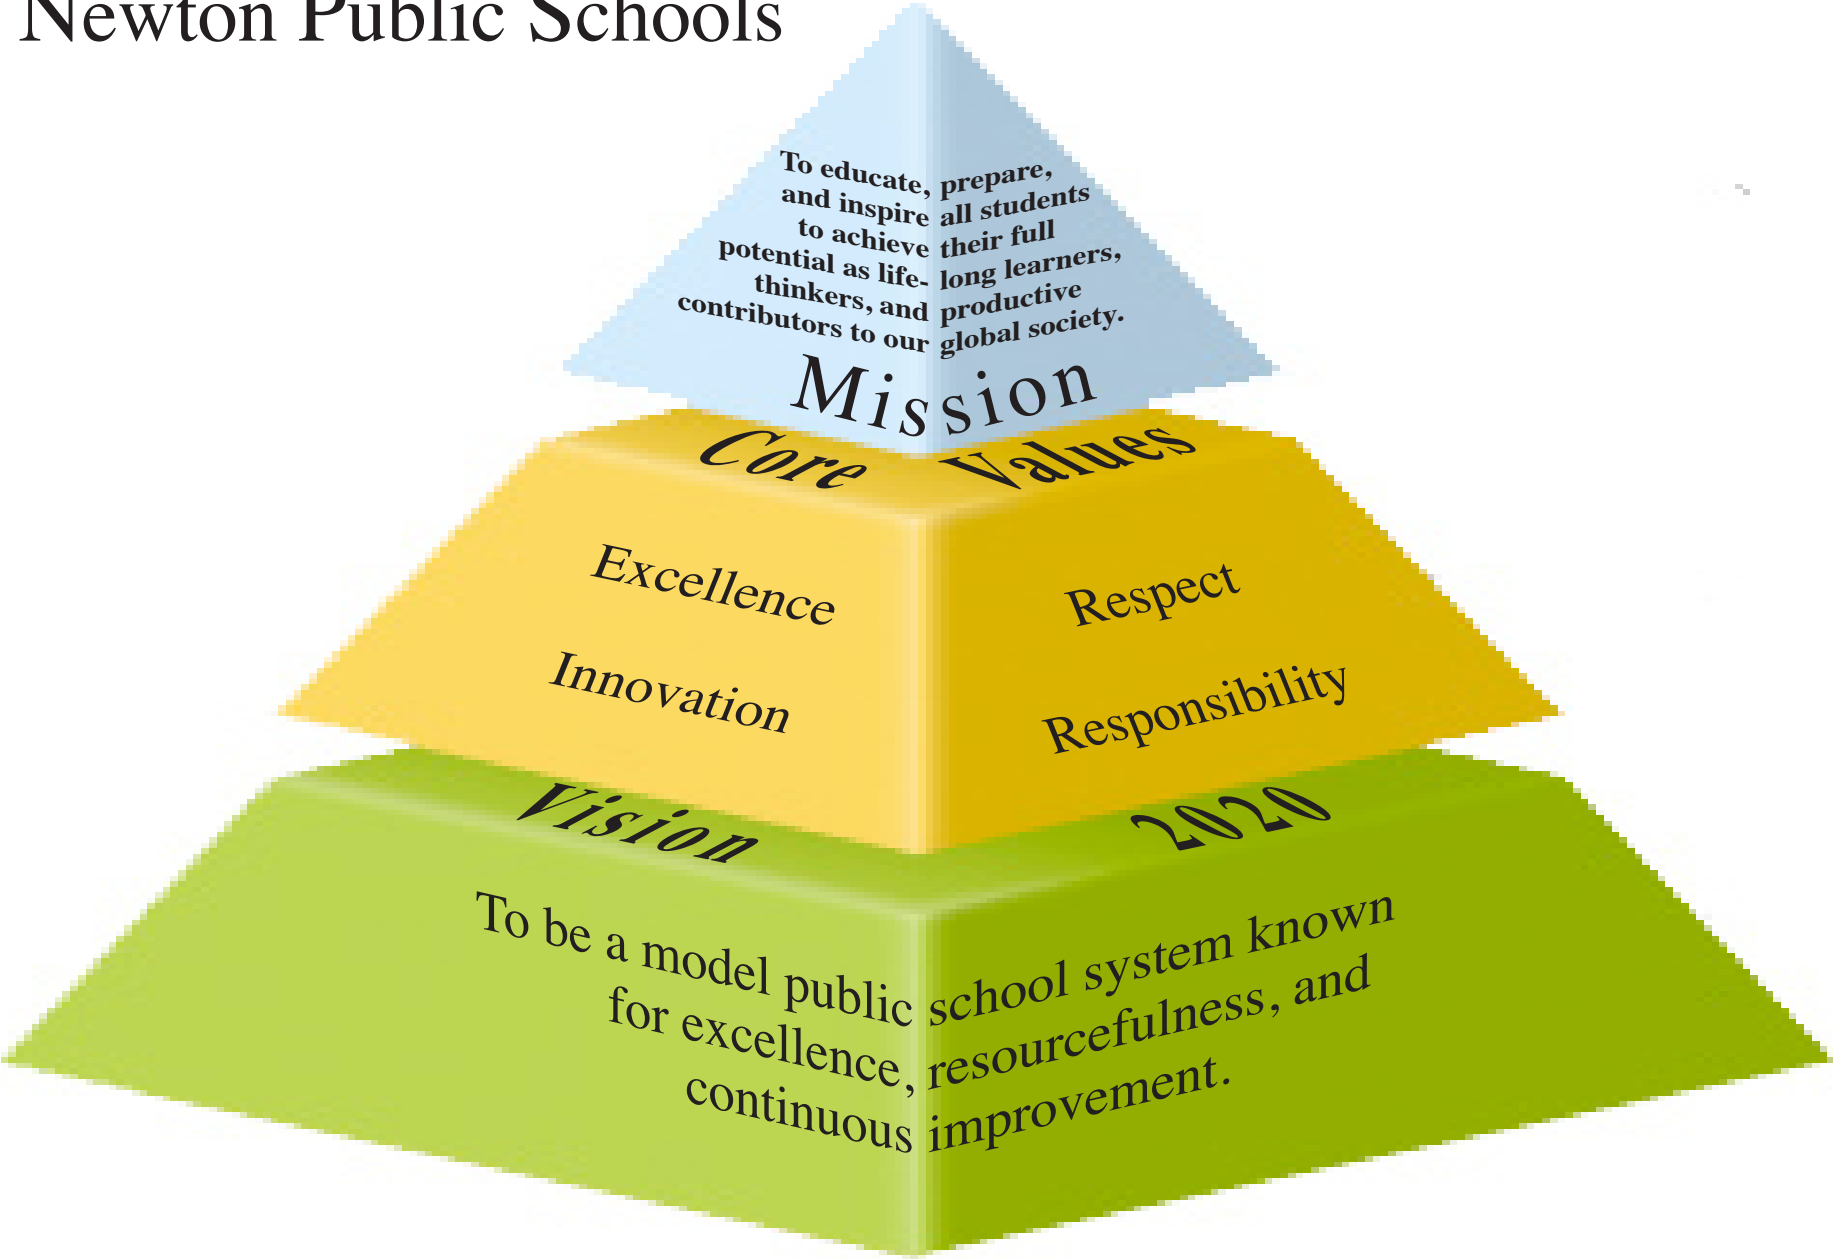 Newton Public Schools
To educate, prepare,
and inspire all students
to achieve their full
potential as life-long learners,
thinkers, and productive
contributors to our global society.
Mission
Core Values
Excellence Respect
Innovation Responsibility
Vision 2020
To be a model public school system known
for excellence, resourcefulness, and
continuous improvement.